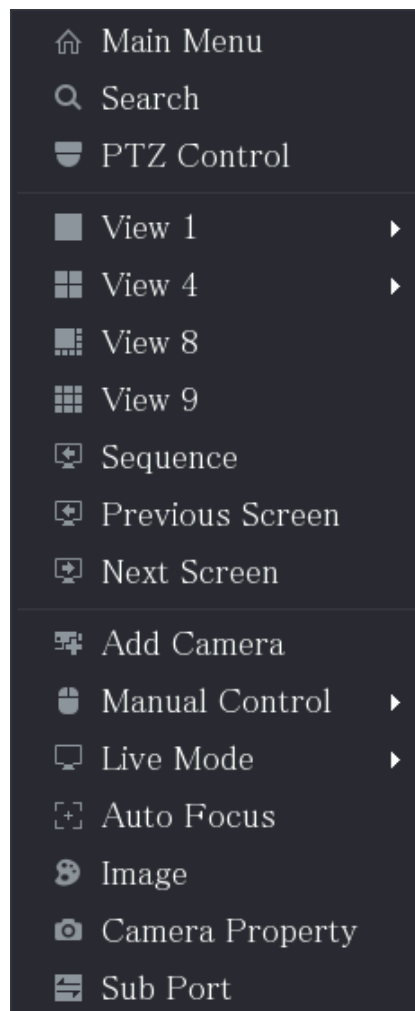 Main Menu
Search
PTZ Control
View 1
View 4
View 8
View 9
Sequence
Previous Screen
Next Screen
Add Camera
Manual Control
Live Mode
Auto Focus
Image
Camera Property
Sub Port